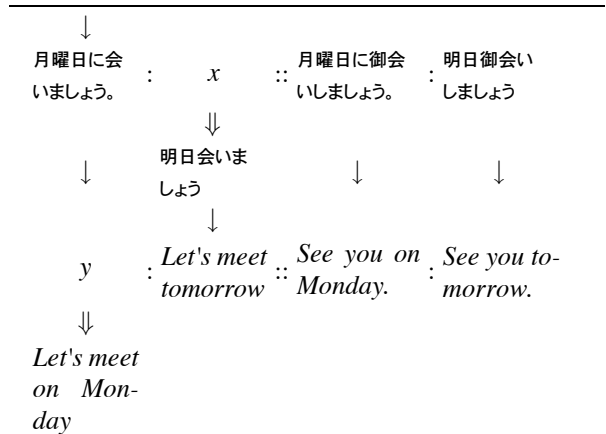 ↓
月曜日に会 : x :: 月曜日に御会 : 明日御会い
いましょう。 いしましょう。 しましょう
⇓
明日会いま
↓ しょう ↓ ↓
↓
y : Let's meet :: See you on : See you to-
tomorrow Monday. morrow.
⇓
Let's meet
on Mon-
day